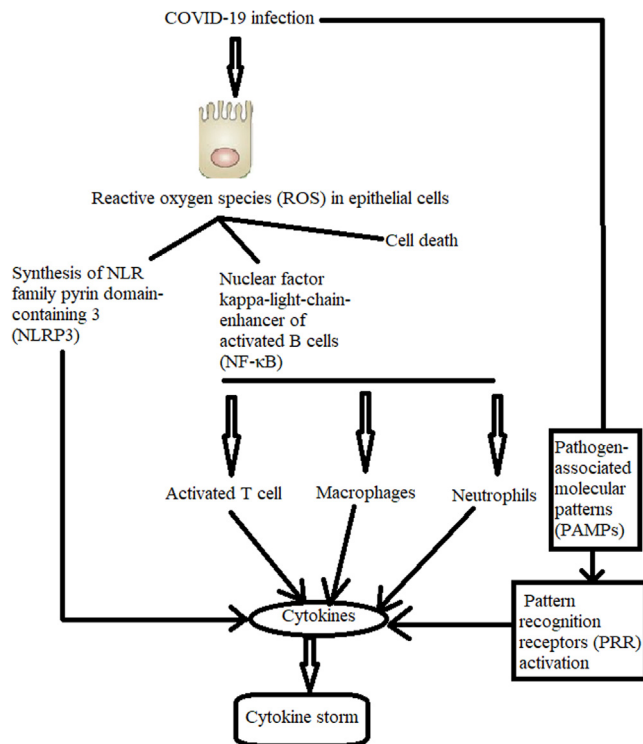 COVID-19 infection
Reactive oxygen species (ROS) in epithelial cells
Cell death
Synthesis of NLR
family pyrin domain-
containing 3
(NLRP3)
Nuclear factor
kappa-light-chain-
enhancer of
activated B cells
(NF-κB)
Activated T cell
Macrophages
Neutrophils
Pathogen-
associated
molecular
patterns
(PAMPs)
Cytokines
Pattern
recognition
receptors (PRR)
activation
Cytokine storm